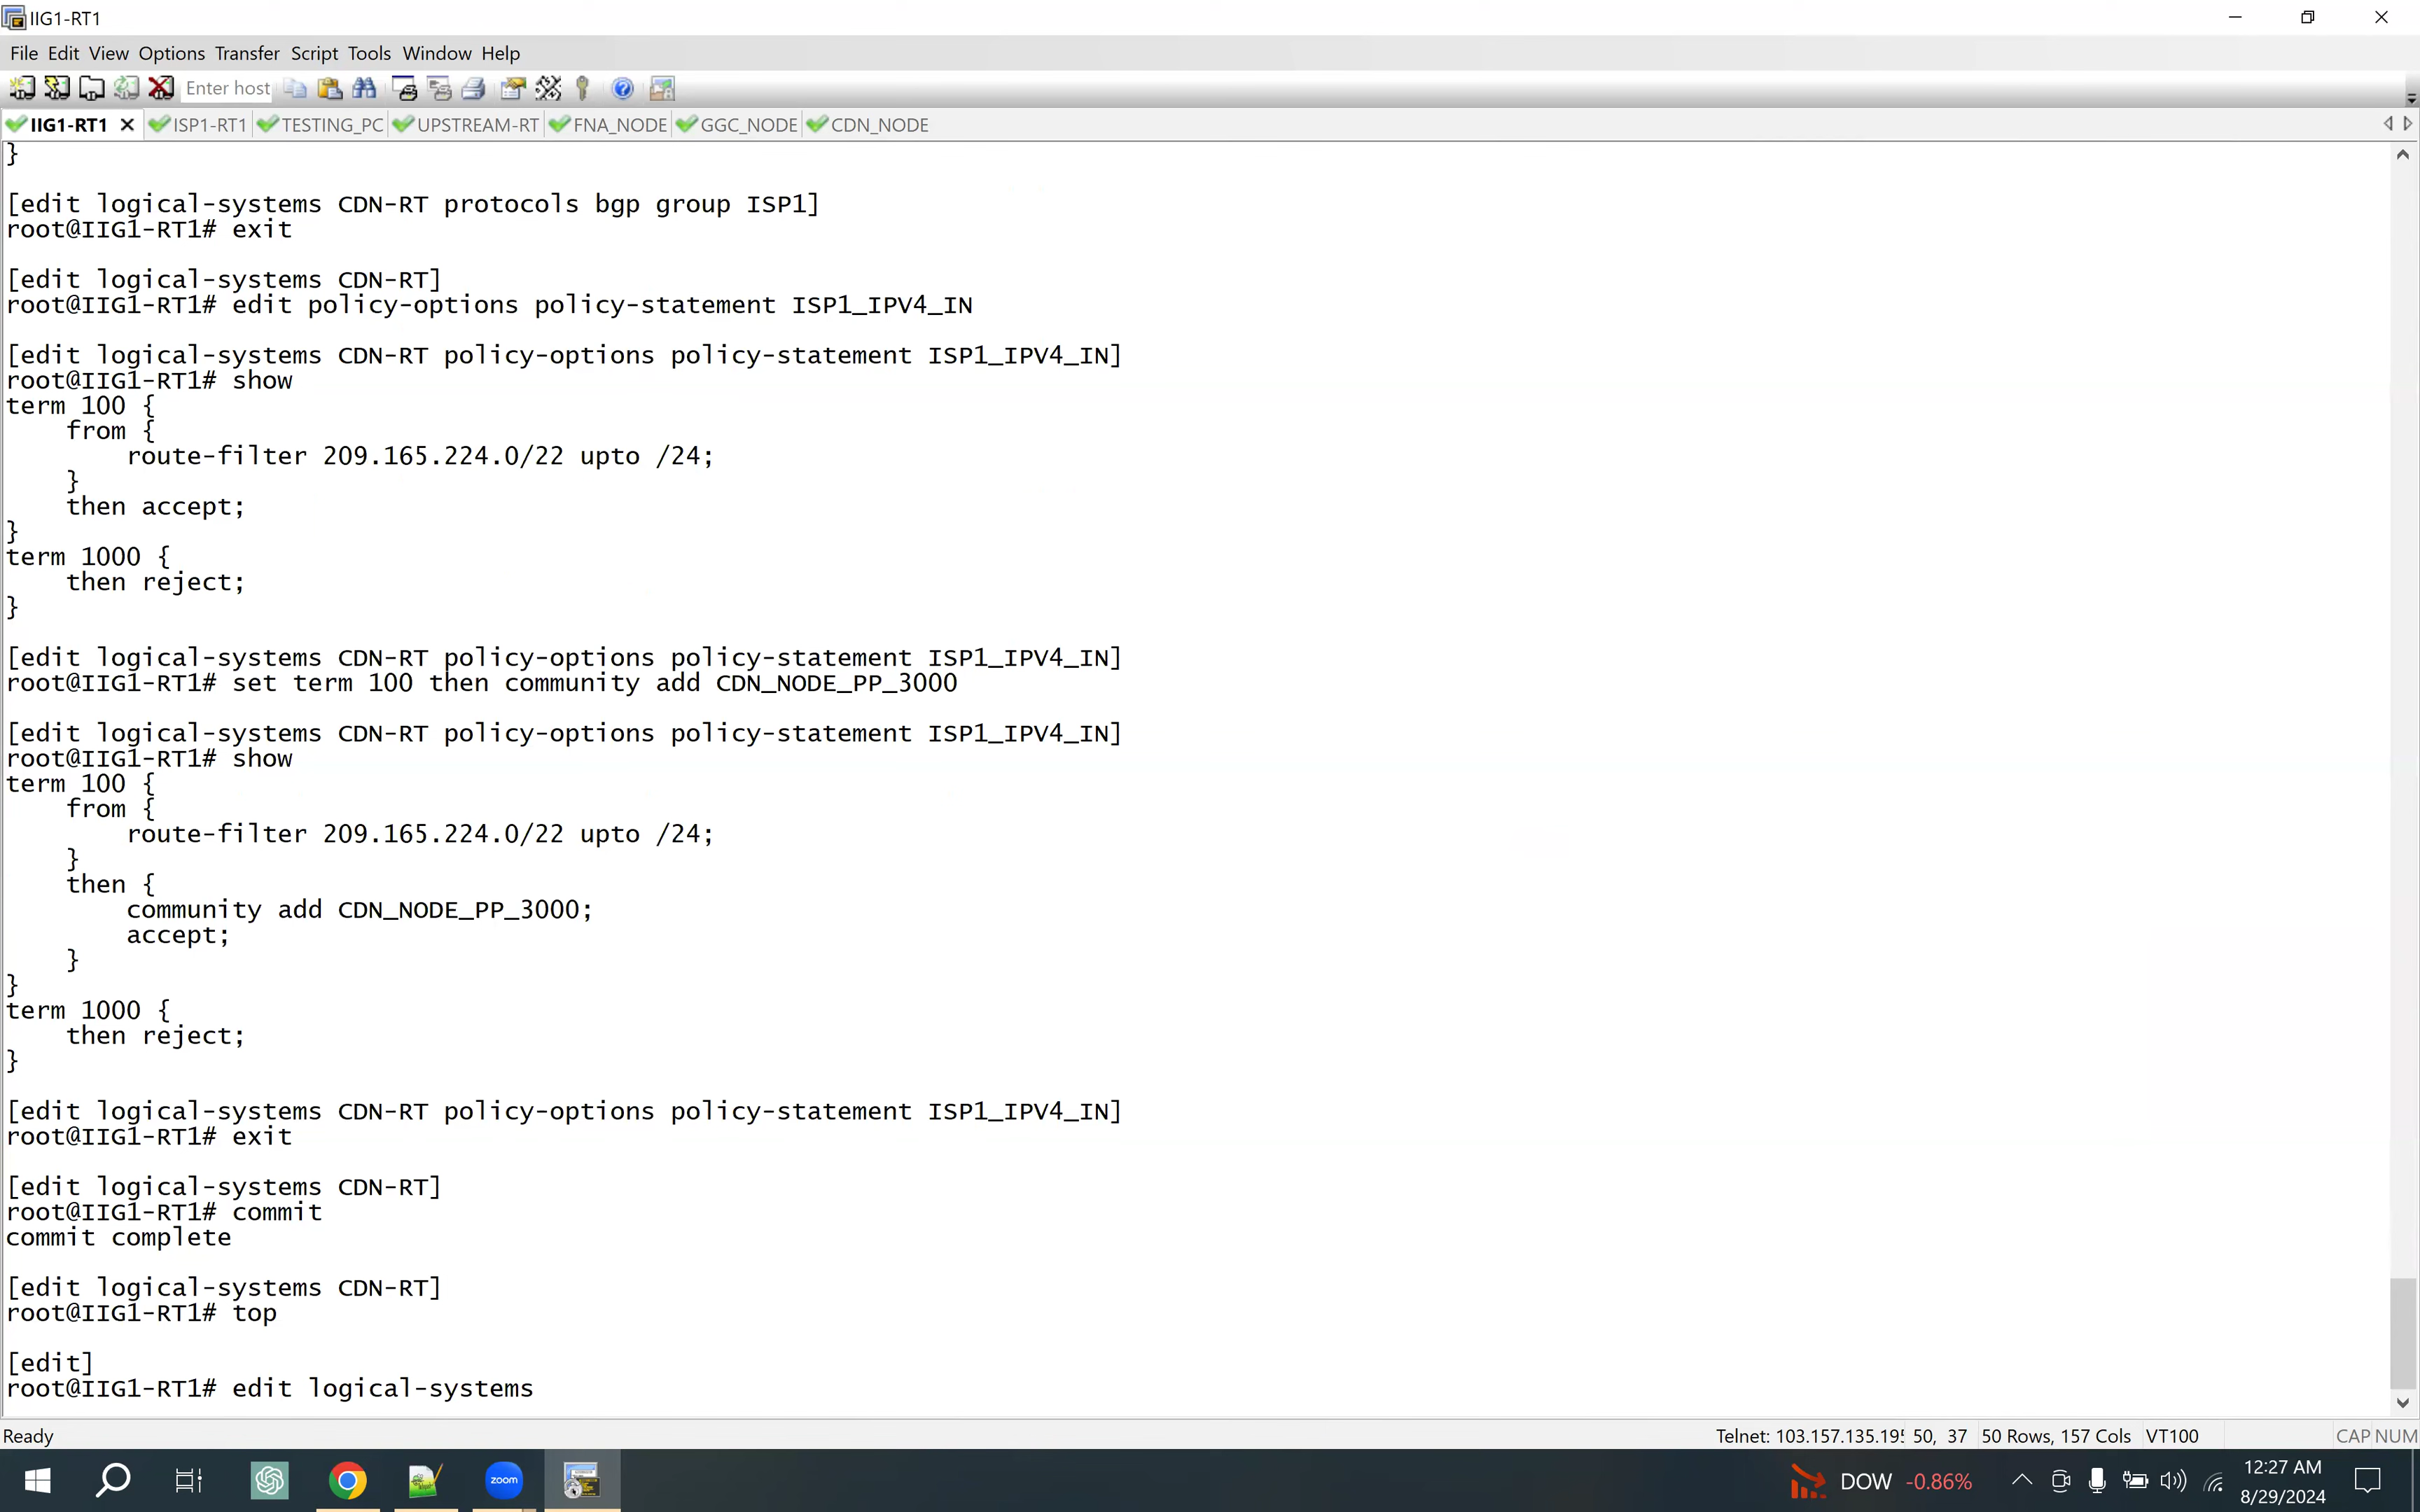 IIG1-RT1
File Edit View Options Transfer Script Tools Window Help
Enter host
IIG1-RT1 ISP1-RT1 TESTING_PC UPSTREAM-RT FNA_NODE GGC_NODE CDN_NODE
}
[edit logical-systems CDN-RT protocols bgp group ISP1]
root@IIG1-RT1# exit
[edit logical-systems CDN-RT]
root@IIG1-RT1# edit policy-options policy-statement ISP1_IPV4_IN
[edit logical-systems CDN-RT policy-options policy-statement ISP1_IPV4_IN]
root@IIG1-RT1# show
term 100 {
    from {
        route-filter 209.165.224.0/22 upto /24;
    }
    then accept;
}
term 1000 {
    then reject;
}
[edit logical-systems CDN-RT policy-options policy-statement ISP1_IPV4_IN]
root@IIG1-RT1# set term 100 then community add CDN_NODE_PP_3000
[edit logical-systems CDN-RT policy-options policy-statement ISP1_IPV4_IN]
root@IIG1-RT1# show
term 100 {
    from {
        route-filter 209.165.224.0/22 upto /24;
    }
    then {
        community add CDN_NODE_PP_3000;
        accept;
    }
}
term 1000 {
    then reject;
}
[edit logical-systems CDN-RT policy-options policy-statement ISP1_IPV4_IN]
root@IIG1-RT1# exit
[edit logical-systems CDN-RT]
root@IIG1-RT1# commit
commit complete
[edit logical-systems CDN-RT]
root@IIG1-RT1# top
[edit]
root@IIG1-RT1# edit logical-systems
Ready Telnet: 103.157.135.195 50, 37 50 Rows, 157 Cols VT100 CAP NUM
zoom DOW -0.86% 12:27 AM
8/29/2024